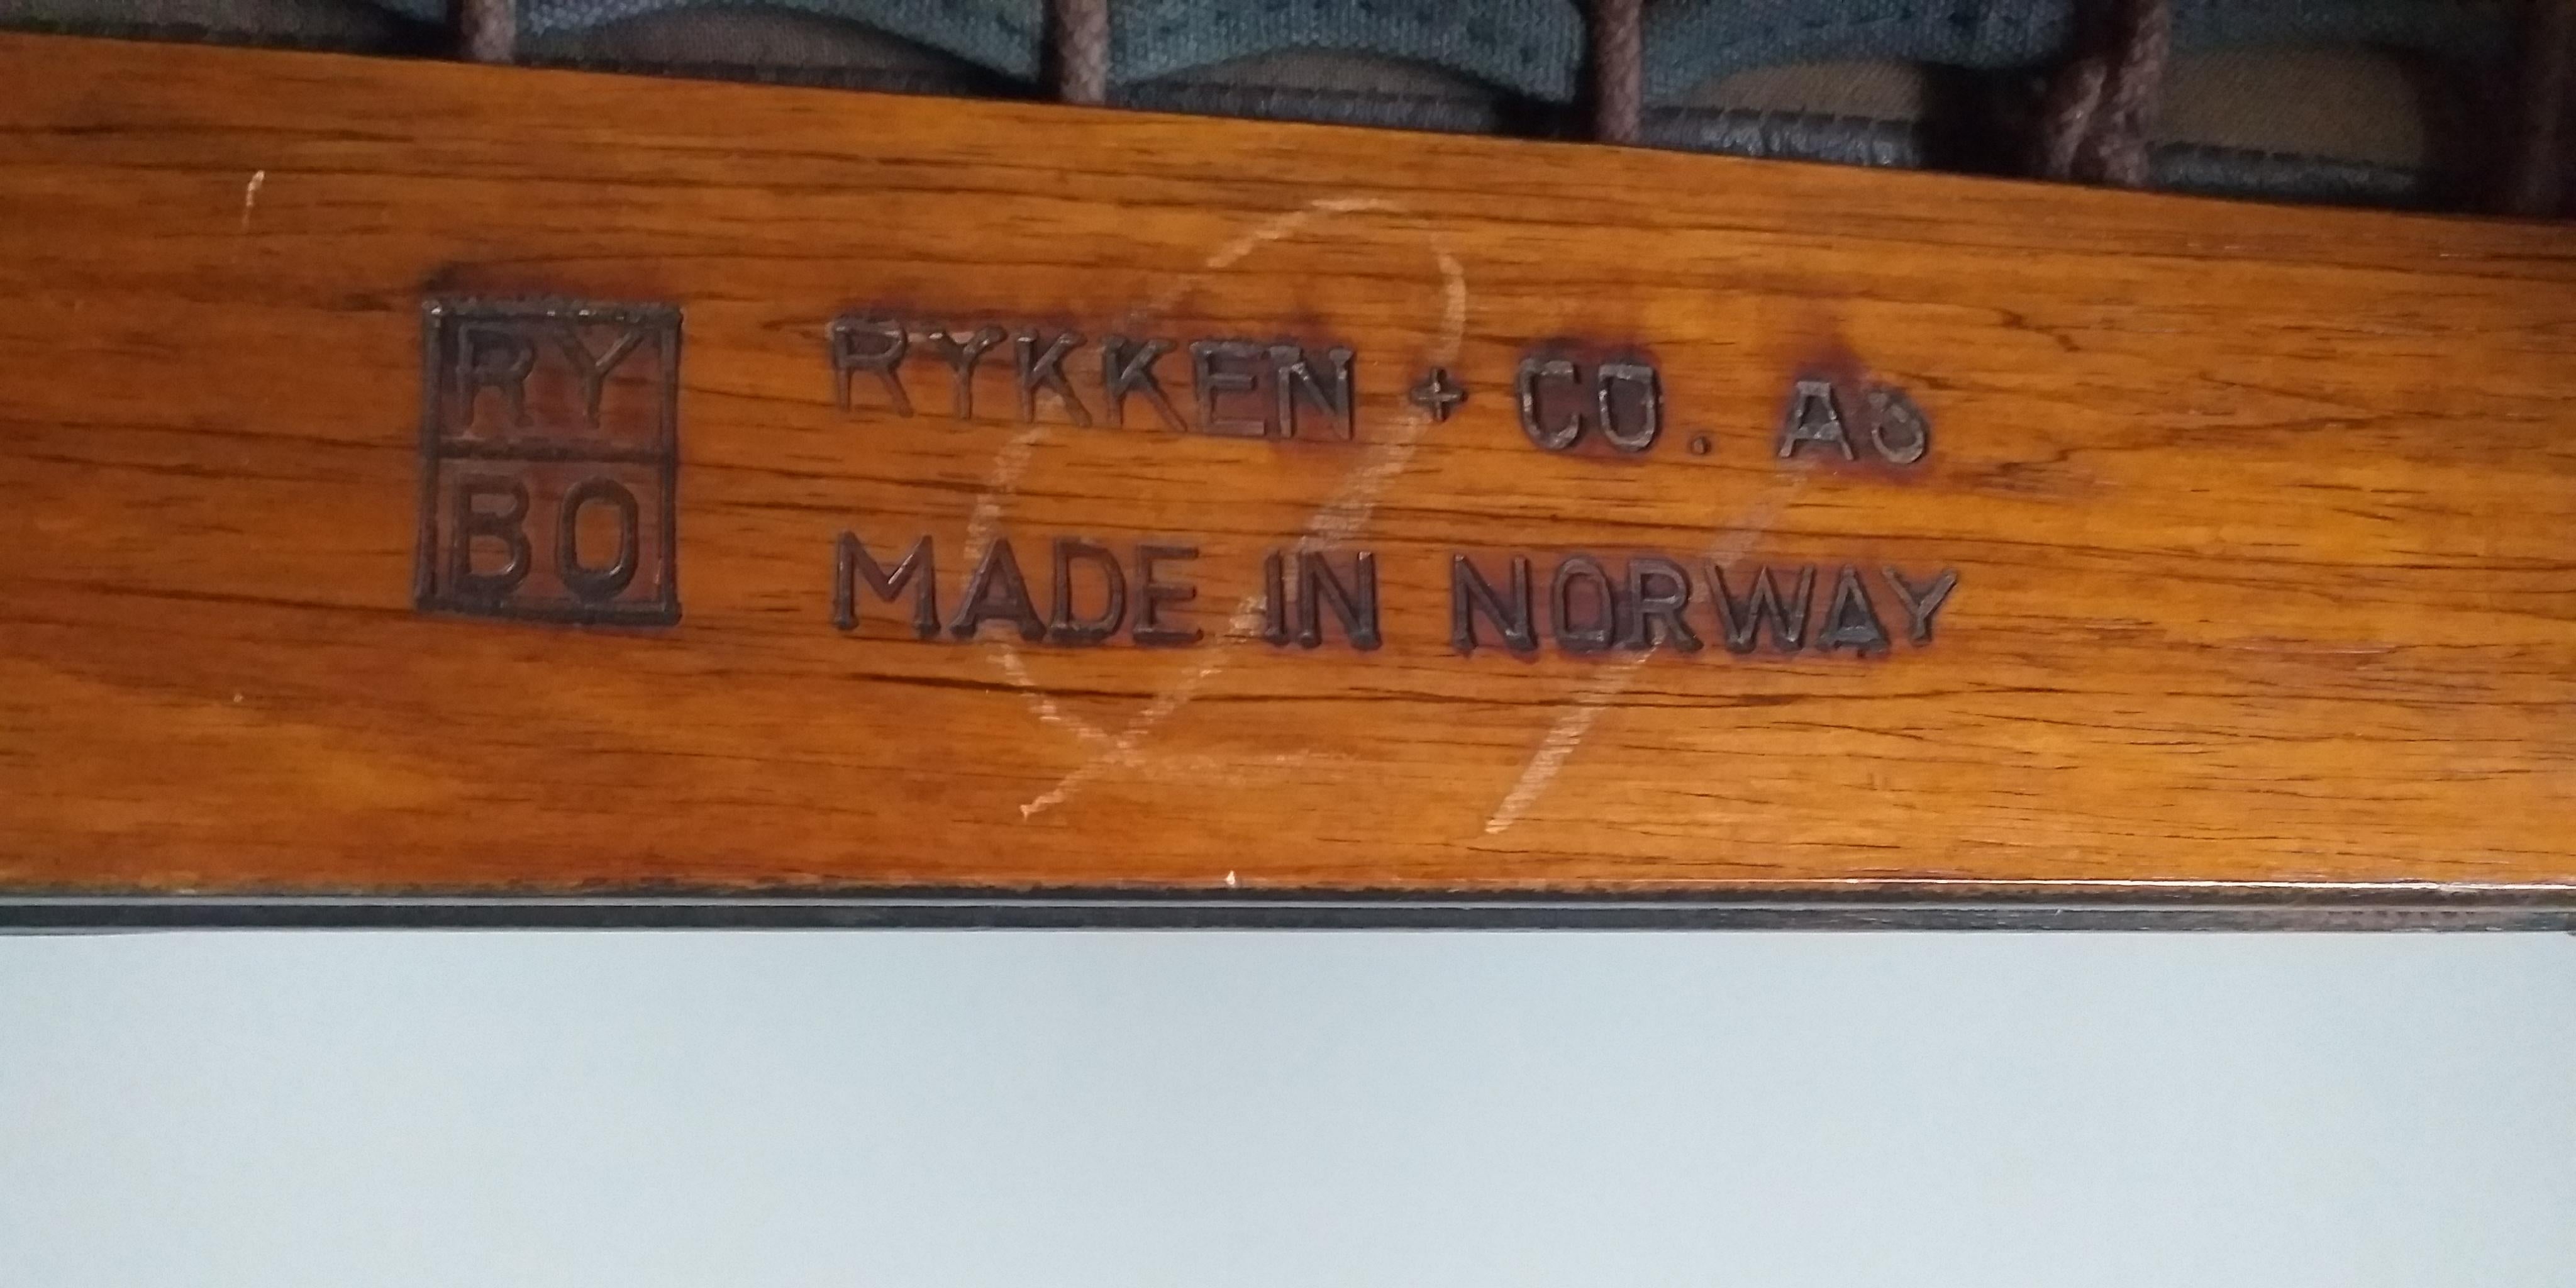 RY
BO
RYKKEN + CO. AS
MADE IN NORWAY